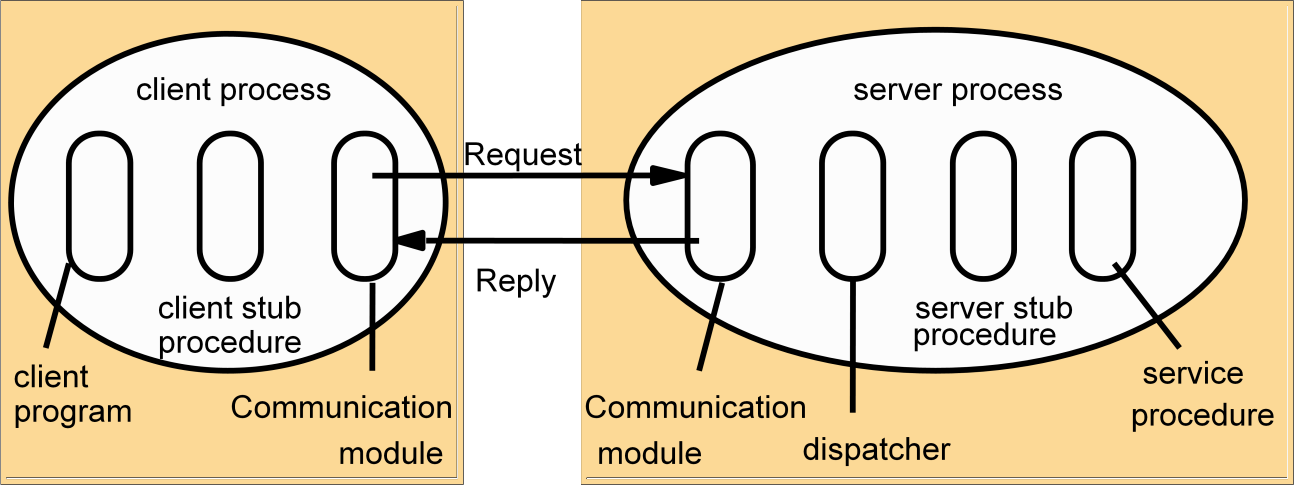 client process
server process
Request
Reply
client stub
procedure
server stub
procedure
client
program
Communication
module
Communication
module
dispatcher
service
procedure